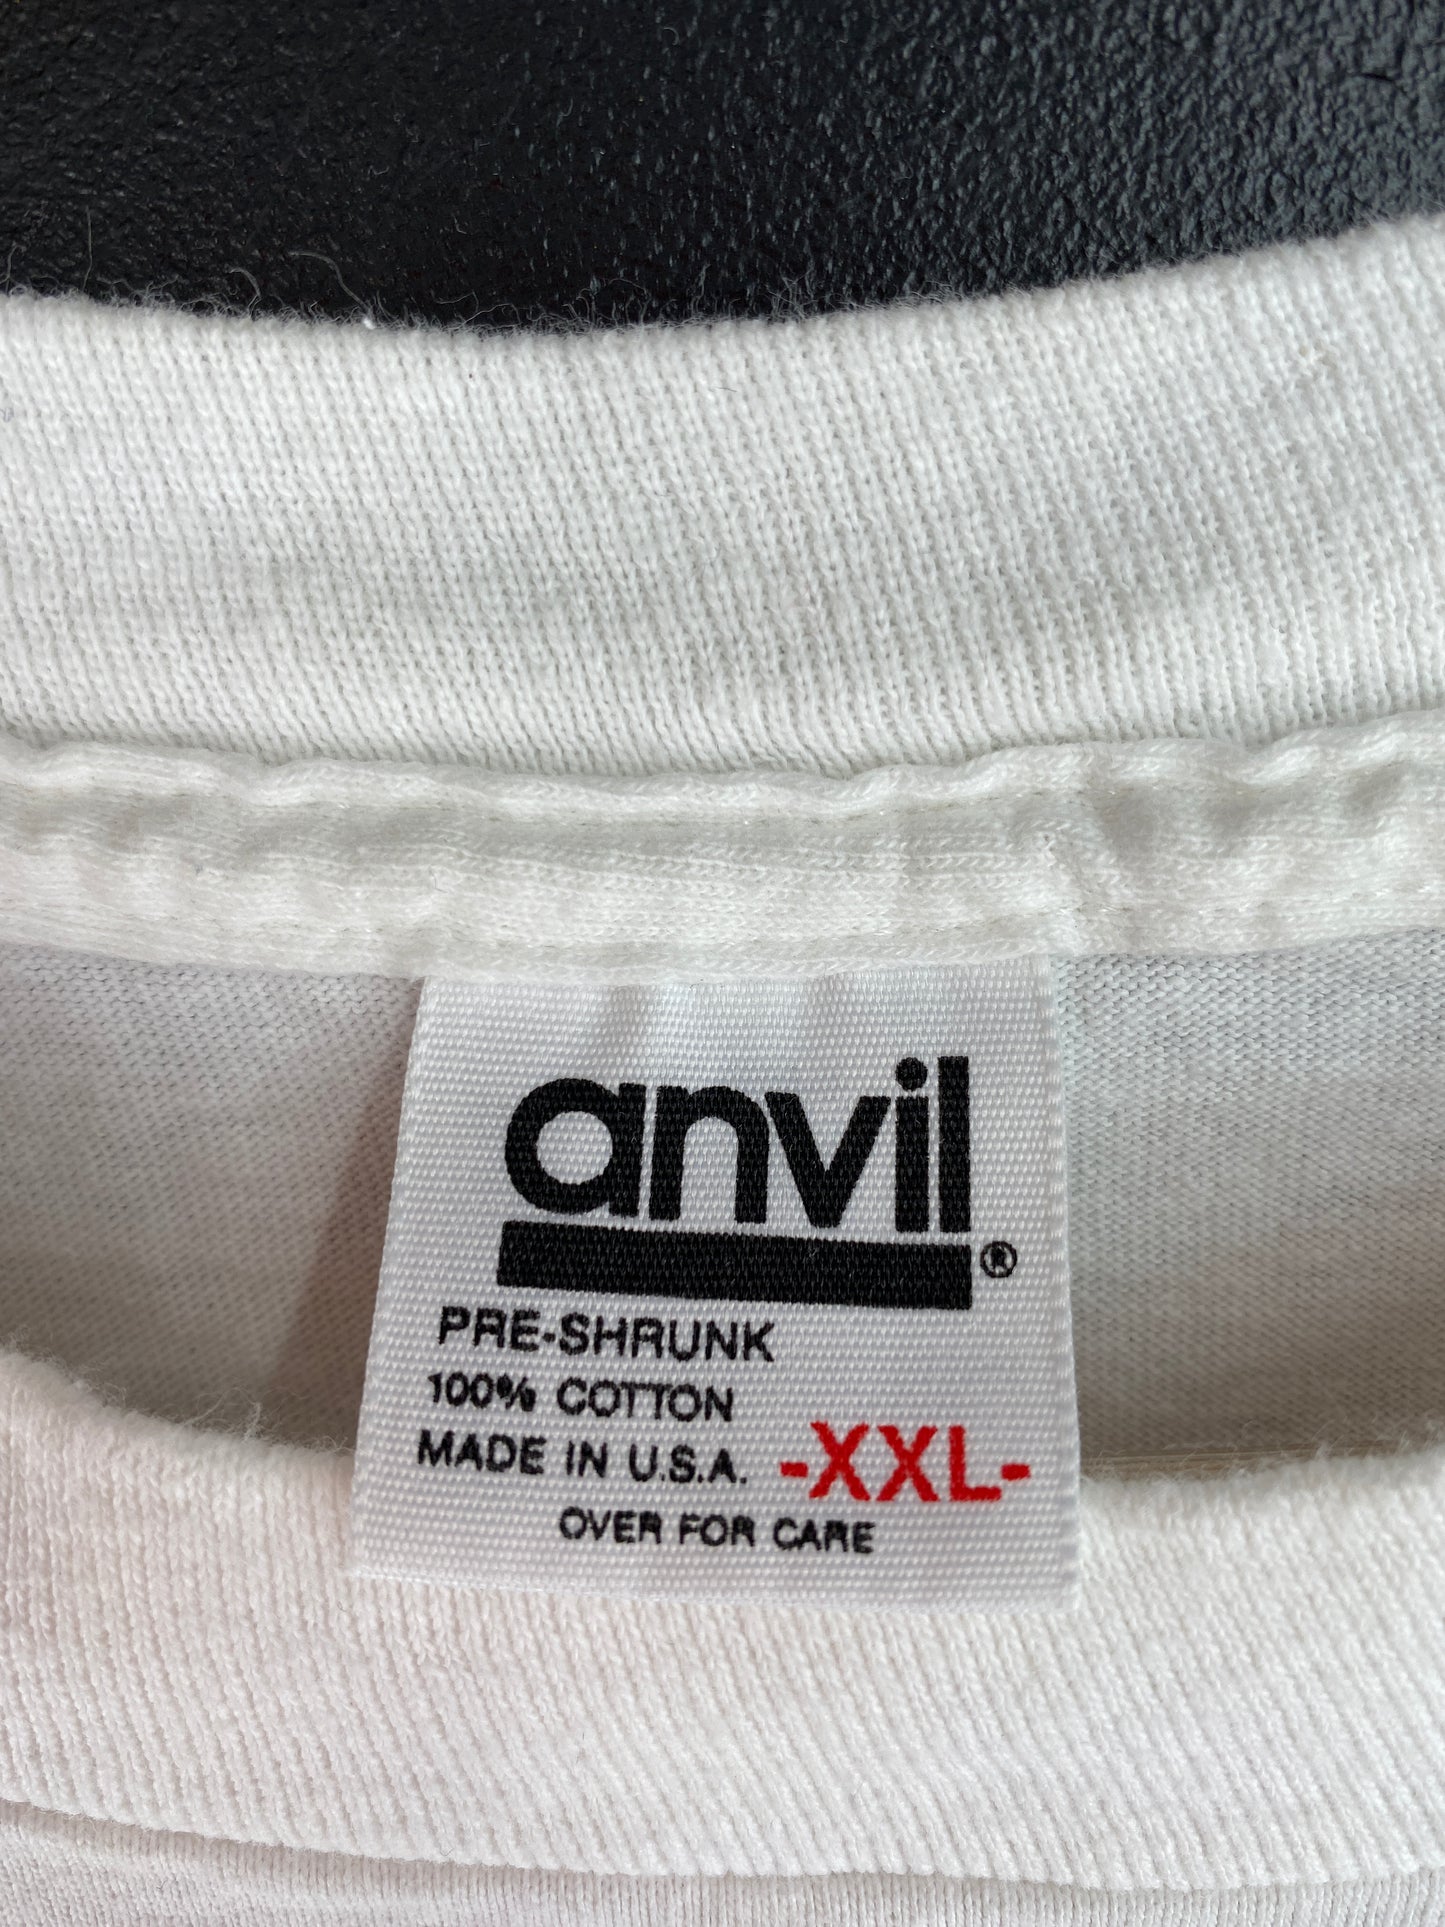 anvil®
PRE-SHRUNK
100% COTTON
MADE IN U.S.A. -XXL-
OVER FOR CARE